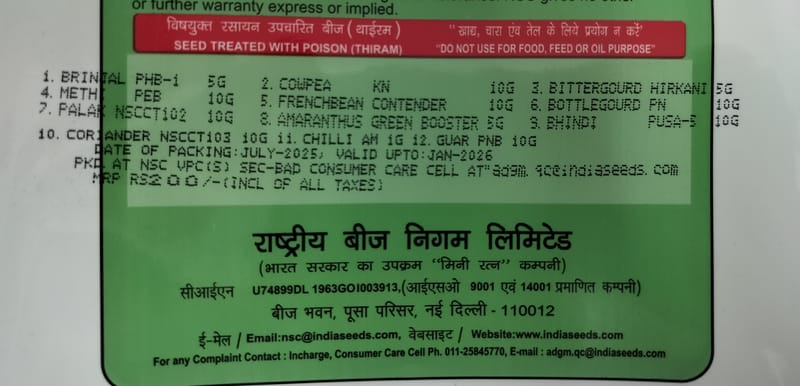 or further warranty express or implied.
विषयुक्त रसायन उपचारित बीज (थाईरम)
SEED TREATED WITH POISON (THIRAM)
"खाद्य, चारा एंव तेल के लिये प्रयोग न करें"
"DO NOT USE FOR FOOD, FEED OR OIL PURPOSE"
1. BRINJAL PHB-1 5G 2. COWPEA KN 10G 3. BITTERGOURD HIRKANI 5G
4. METHI PEB 10G 5. FRENCHBEAN CONTENDER 10G 6. BOTTLEGOURD PN 10G
7. PALAK NSCCT102 10G 8. AMARANTHUS GREEN BOOSTER 5G 9. BHINDI PUSA-5 10G
10. CORIANDER NSCCT103 10G 11. CHILLI AM 1G 12. GUAR PNB 10G
DATE OF PACKING:JULY-2025, VALID UPTO:JAN-2026
PKD AT NSC VPC(S) SEC-BAD CONSUMER CARE CELL AT"adgm.qc@indiaseeds.com
MRP RS200/-(INCL OF ALL TAXES)
राष्ट्रीय बीज निगम लिमिटेड
(भारत सरकार का उपक्रम "मिनी रत्न" कम्पनी)
सीआईएन U74899DL 1963GOI003913,(आईएसओ 9001 एवं 14001 प्रमाणित कम्पनी)
बीज भवन, पूसा परिसर, नई दिल्ली - 110012
ई-मेल / Email:nsc@indiaseeds.com, वेबसाइट / Website:www.indiaseeds.com
For any Complaint Contact : Incharge, Consumer Care Cell Ph. 011-25845770, E-mail : adgm.qc@indiaseeds.com